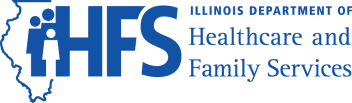 HFS
ILLINOIS DEPARTMENT OF
Healthcare and
Family Services